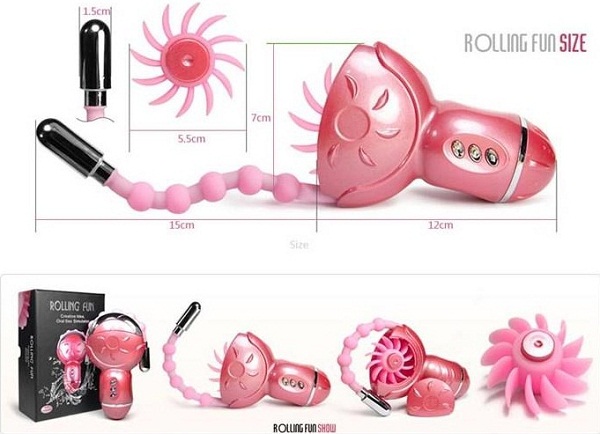 1.5cm
ROLLING FUN SIZE
7cm
5.5cm
15cm
12cm
Size
ROLLING FUN
Creative Idea
Oral Sex Simulator
ROLLING FUN
ROLLING FUN SHOW